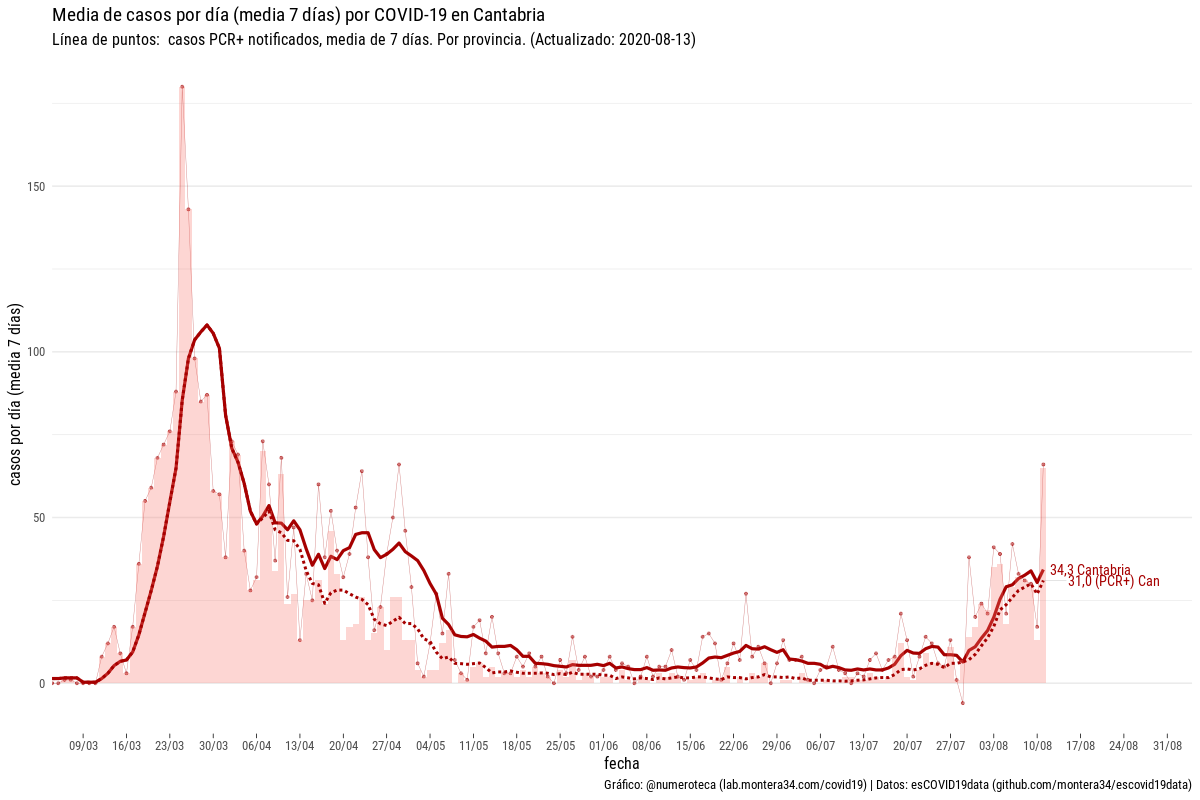 Media de casos por día (media 7 días) por COVID-19 en Cantabria
Línea de puntos:  casos PCR+ notificados, media de 7 días. Por provincia. (Actualizado: 2020-08-13)
casos por día (media 7 días)
150
100
50
0
34,3 Cantabria
31,0 (PCR+) Can
09/03 16/03 23/03 30/03 06/04 13/04 20/04 27/04 04/05 11/05 18/05 25/05 01/06 08/06 15/06 22/06 29/06 06/07 13/07 20/07 27/07 03/08 10/08 17/08 24/08 31/08
fecha
Gráfico: @numeroteca (lab.montera34.com/covid19) | Datos: esCOVID19data (github.com/montera34/escovid19data)